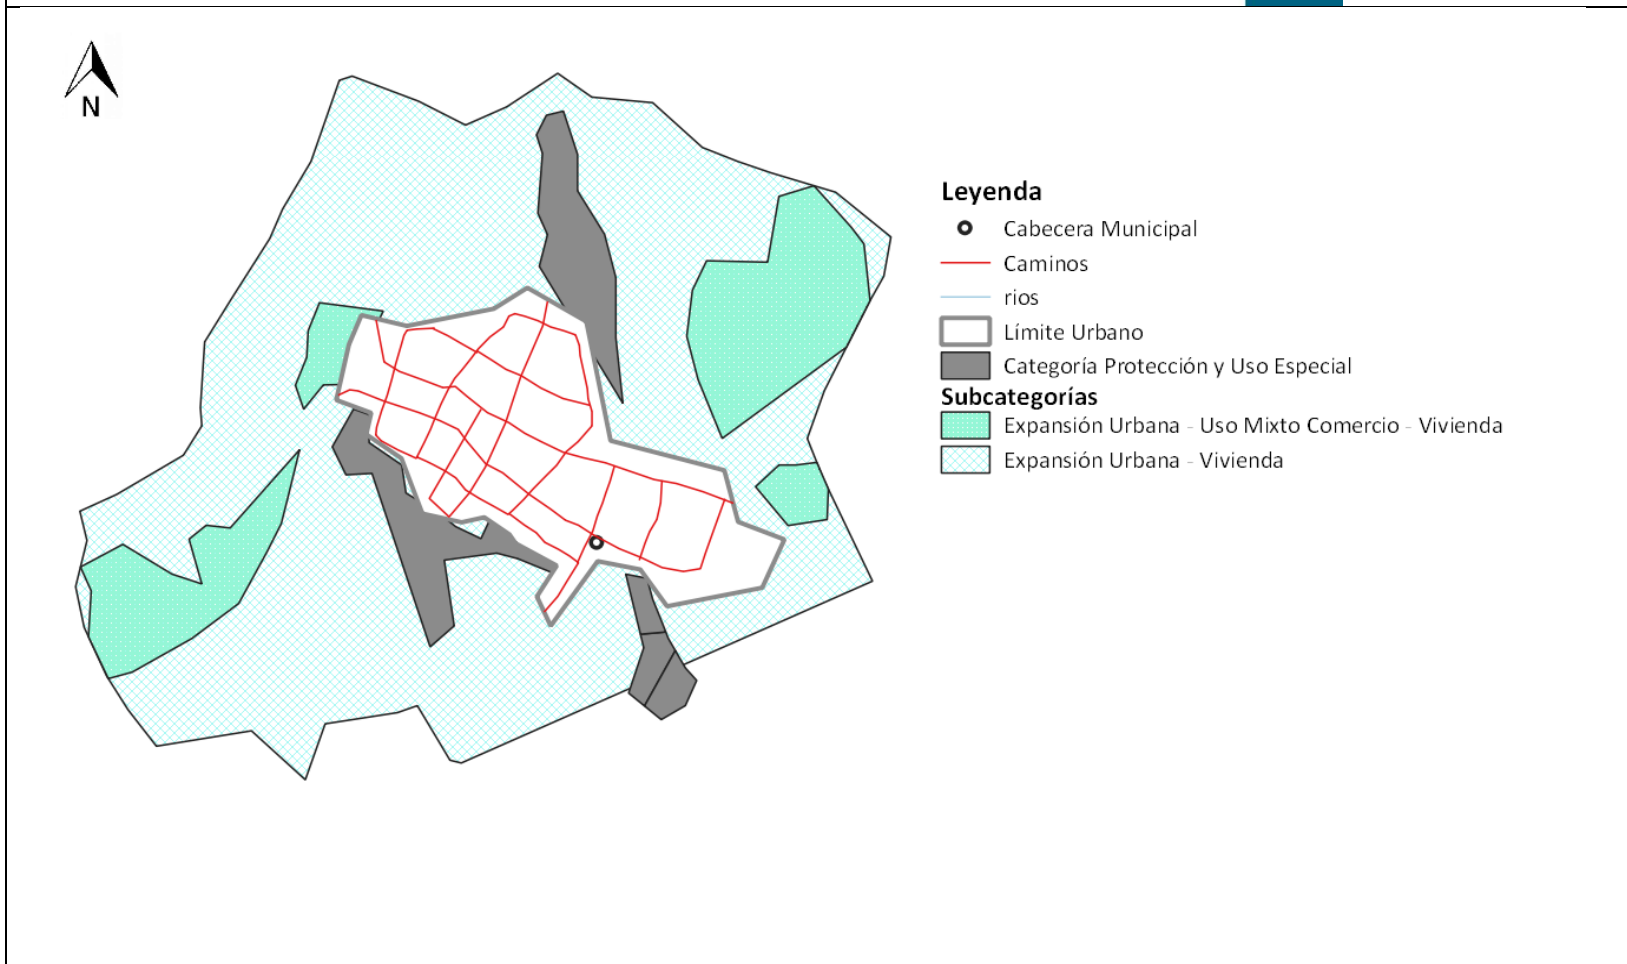 N
Leyenda
Cabecera Municipal
Caminos
rios
Límite Urbano
Categoría Protección y Uso Especial
Subcategorías
Expansión Urbana - Uso Mixto Comercio - Vivienda
Expansión Urbana - Vivienda